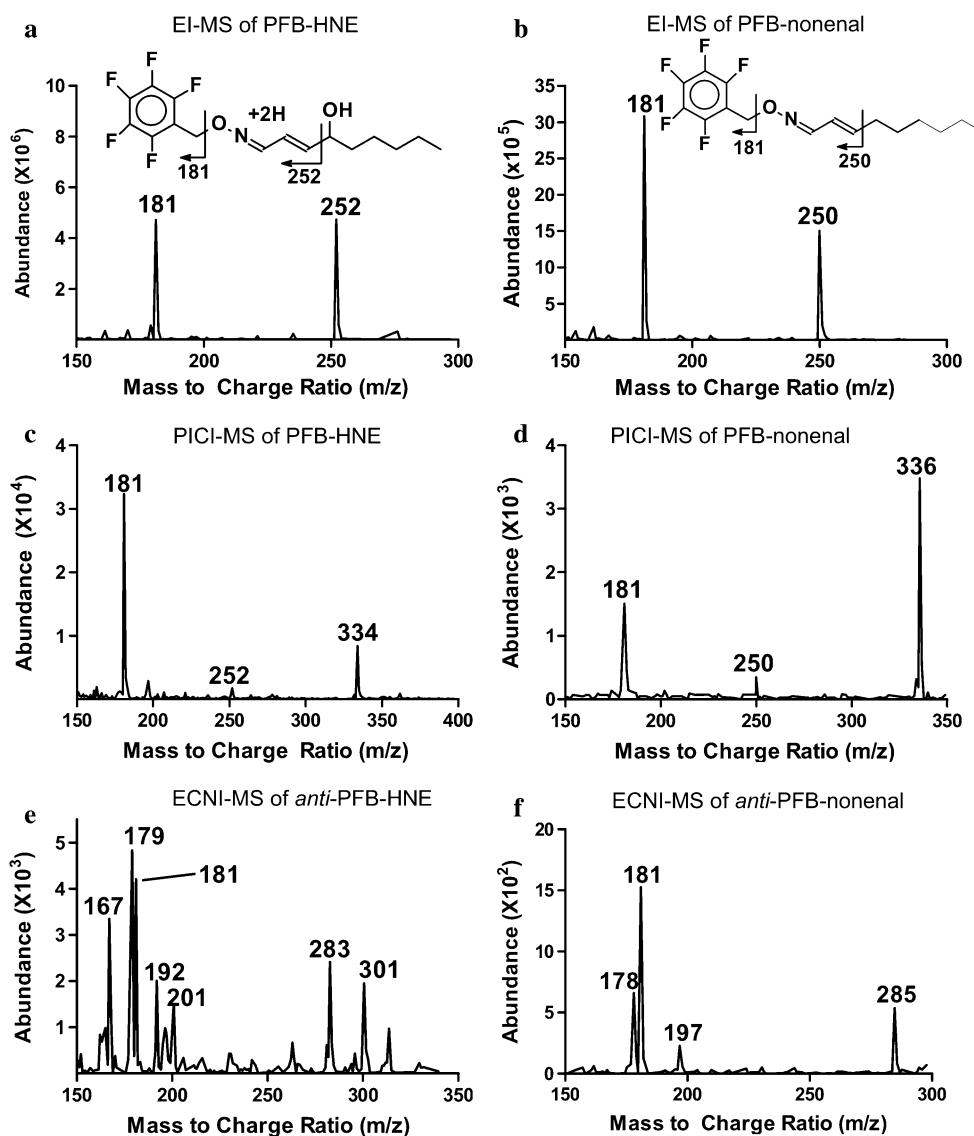 a
EI-MS of PFB-HNE
F
F
F
F
F
O
N
+2H
OH
181
252
181
252
Abundance (X10⁶)
10
8
6
4
2
150 200 250 300
Mass to Charge Ratio (m/z)
b
EI-MS of PFB-nonenal
F
F
F
F
F
O
N
181
250
181
250
Abundance (x10⁵)
35
30
25
20
15
10
5
150 200 250 300
Mass to Charge Ratio (m/z)
c
PICI-MS of PFB-HNE
181
252
334
Abundance (X10⁴)
4
3
2
1
150 200 250 300 350 400
Mass to Charge Ratio (m/z)
d
PICI-MS of PFB-nonenal
336
181
250
Abundance (X10³)
4
3
2
1
0
150 200 250 300 350
Mass to Charge Ratio (m/z)
e
ECNI-MS of anti-PFB-HNE
179
181
167
192
201
283
301
Abundance (X10³)
5
4
3
2
1
150 200 250 300 350
Mass to Charge Ratio (m/z)
f
ECNI-MS of anti-PFB-nonenal
181
178
197
285
Abundance (X10²)
20
15
10
5
0
150 200 250 300
Mass to Charge Ratio (m/z)